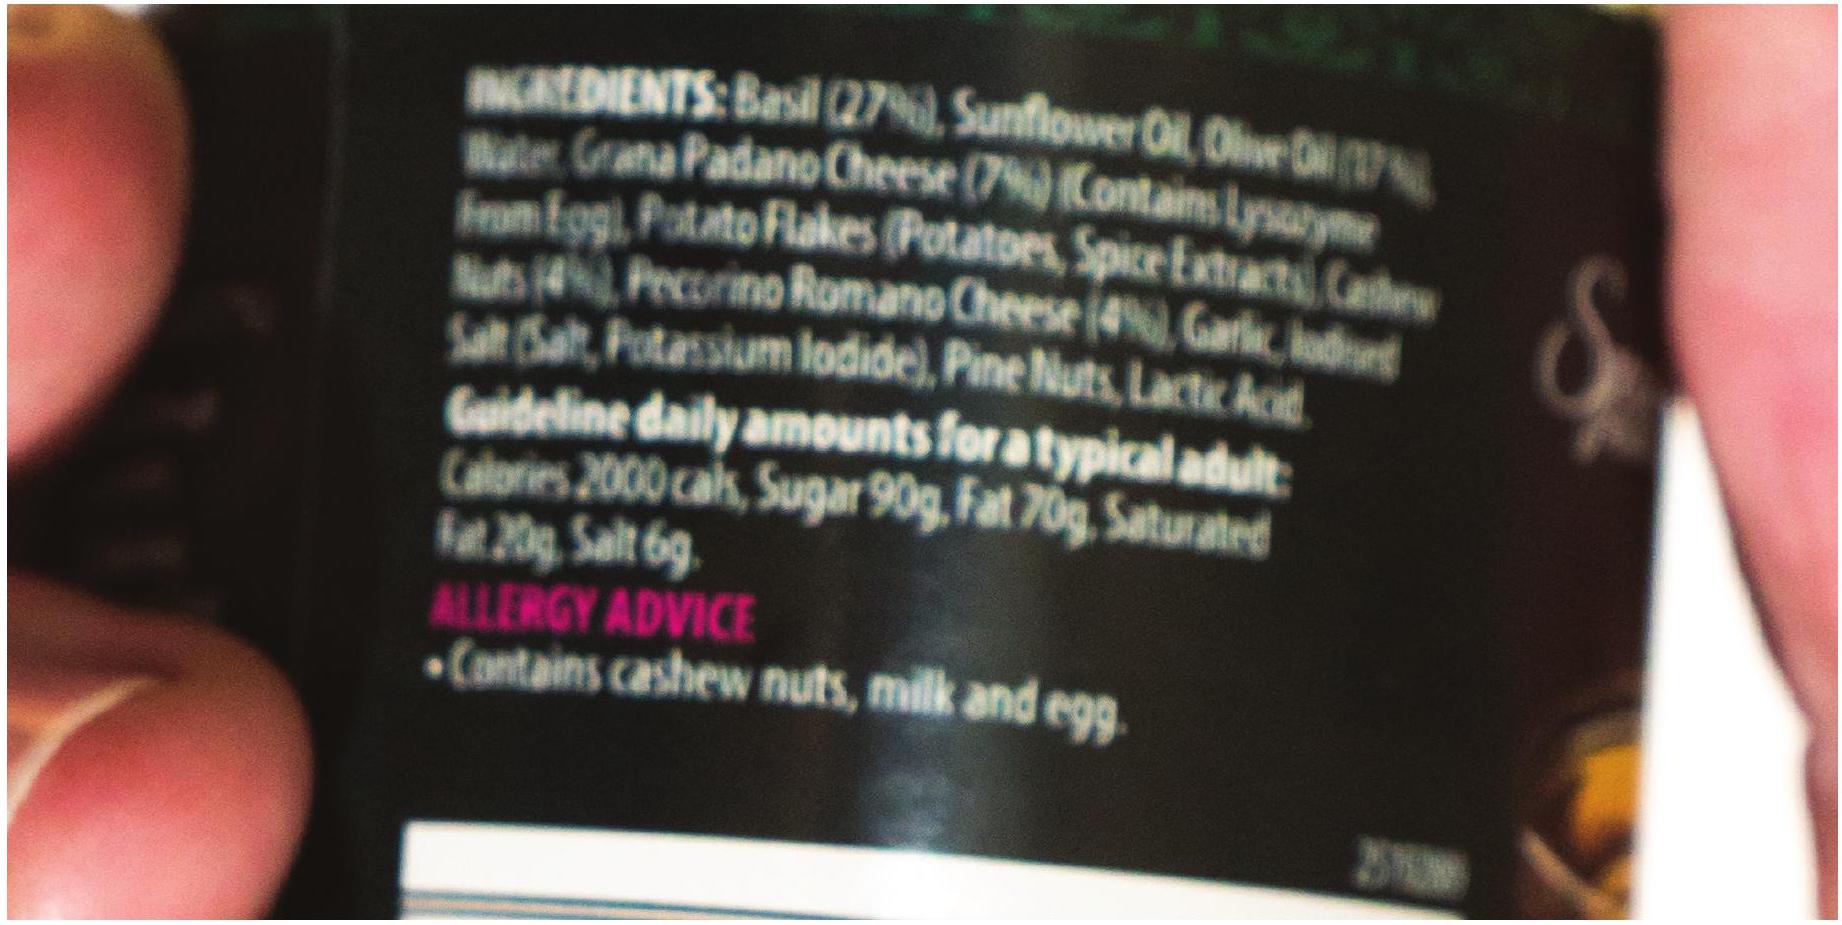 INGREDIENTS: Basil (27%), Sunflower Oil, Olive Oil (17%),
Water, Grana Padano Cheese (7%) (Contains Lysozyme
From Egg), Potato Flakes (Potatoes, Spice Extracts), Cashew
Nuts (4%), Pecorino Romano Cheese (4%), Garlic, Iodised
Salt (Salt, Potassium Iodide), Pine Nuts, Lactic Acid.
Guideline daily amounts for a typical adult:
Calories 2000 cals, Sugar 90g, Fat 70g, Saturated
Fat 20g, Salt 6g.
ALLERGY ADVICE
• Contains cashew nuts, milk and egg.